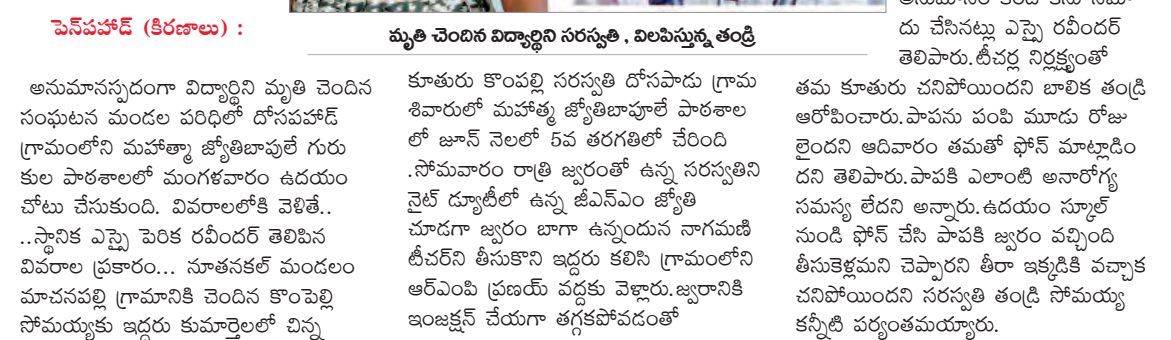 పెన్‌పహాడ్ (కిరణాలు) :
అనుమానస్పదంగా విద్యార్థిని మృతి చెందిన
సంఘటన మండల పరిధిలో దోసపహాడ్
గ్రామంలోని మహాత్మా జ్యోతిబాపులే గురు
కుల పాఠశాలలో మంగళవారం ఉదయం
చోటు చేసుకుంది. వివరాలలోకి వెళితే..
..స్థానిక ఎస్సై పెరిక రవీందర్ తెలిపిన
వివరాల ప్రకారం... నూతనకల్ మండలం
మాచనపల్లి గ్రామానికి చెందిన కొంపెల్లి
సోమయ్యకు ఇద్దరు కుమార్తెలలో చిన్న
మృతి చెందిన విద్యార్థిని సరస్వతి , విలపిస్తున్న తండ్రి
కూతురు కొంపల్లి సరస్వతి దోసపాడు గ్రామ
శివారులో మహాత్మ జ్యోతిబాపూలే పాఠశాల
లో జూన్ నెలలో 5వ తరగతిలో చేరింది
.సోమవారం రాత్రి జ్వరంతో ఉన్న సరస్వతిని
నైట్ డ్యూటీలో ఉన్న జీఎన్ఎం జ్యోతి
చూడగా జ్వరం బాగా ఉన్నందున నాగమణి
టీచర్‌ని తీసుకొని ఇద్దరు కలిసి గ్రామంలోని
ఆర్ఎంపి ప్రణయ్ వద్దకు వెళ్లారు.జ్వరానికి
ఇంజక్షన్ చేయగా తగ్గకపోవడంతో
దు చేసినట్లు ఎస్సై రవీందర్
తెలిపారు.టీచర్ల నిర్లక్ష్యంతో
తమ కూతురు చనిపోయిందని బాలిక తండ్రి
ఆరోపించారు.పాపను పంపి మూడు రోజు
లైందని ఆదివారం తమతో ఫోన్ మాట్లాడిం
దని తెలిపారు.పాపకి ఎలాంటి అనారోగ్య
సమస్య లేదని అన్నారు.ఉదయం స్కూల్
నుండి ఫోన్ చేసి పాపకి జ్వరం వచ్చింది
తీసుకెళ్లమని చెప్పారని తీరా ఇక్కడికి వచ్చాక
చనిపోయిందని సరస్వతి తండ్రి సోమయ్య
కన్నీటి పర్యంతమయ్యారు.